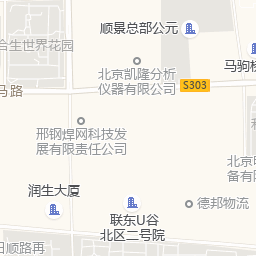 顺景总部公元
合生世界花园
马驹桥
北京凯隆分析
仪器有限公司
S303
马路
邢钢焊网科技发
展有限责任公司
北京
备有限
润生大厦
德邦物流
联东U谷
北区二号院
日顺路再